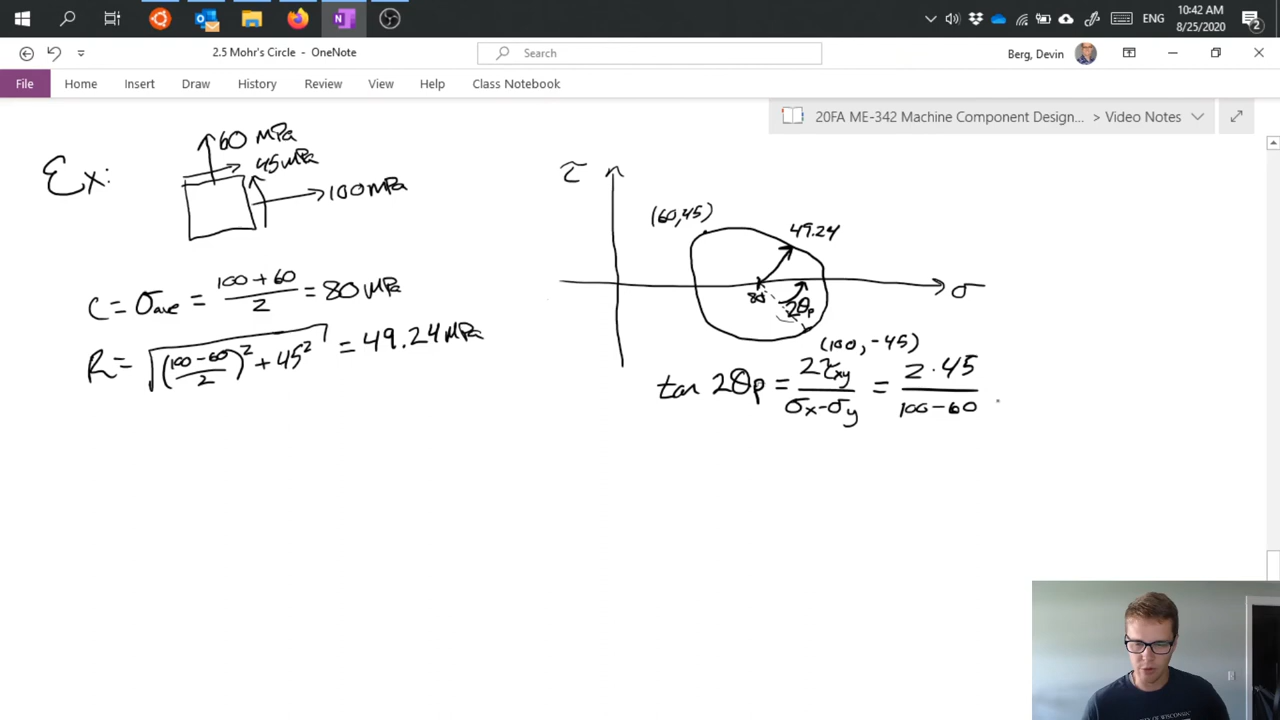 10:42 AM
ENG
8/25/2020
2
2.5 Mohr's Circle - OneNote
Search
Berg, Devin
File Home Insert Draw History Review View Help Class Notebook
20FA ME-342 Machine Component Design... > Video Notes
Ex:
60 MPa
45 MPa
100 MPa
C = σave = (100 + 60)/2 = 80 MPa
R = √(((100 - 60)/2)² + 45²) = 49.24 MPa
τ
(60, 45)
49.24
σ
80
2θp
(100, -45)
tan 2θp = 2τxy/(σx - σy) = 2 · 45/(100 - 60)